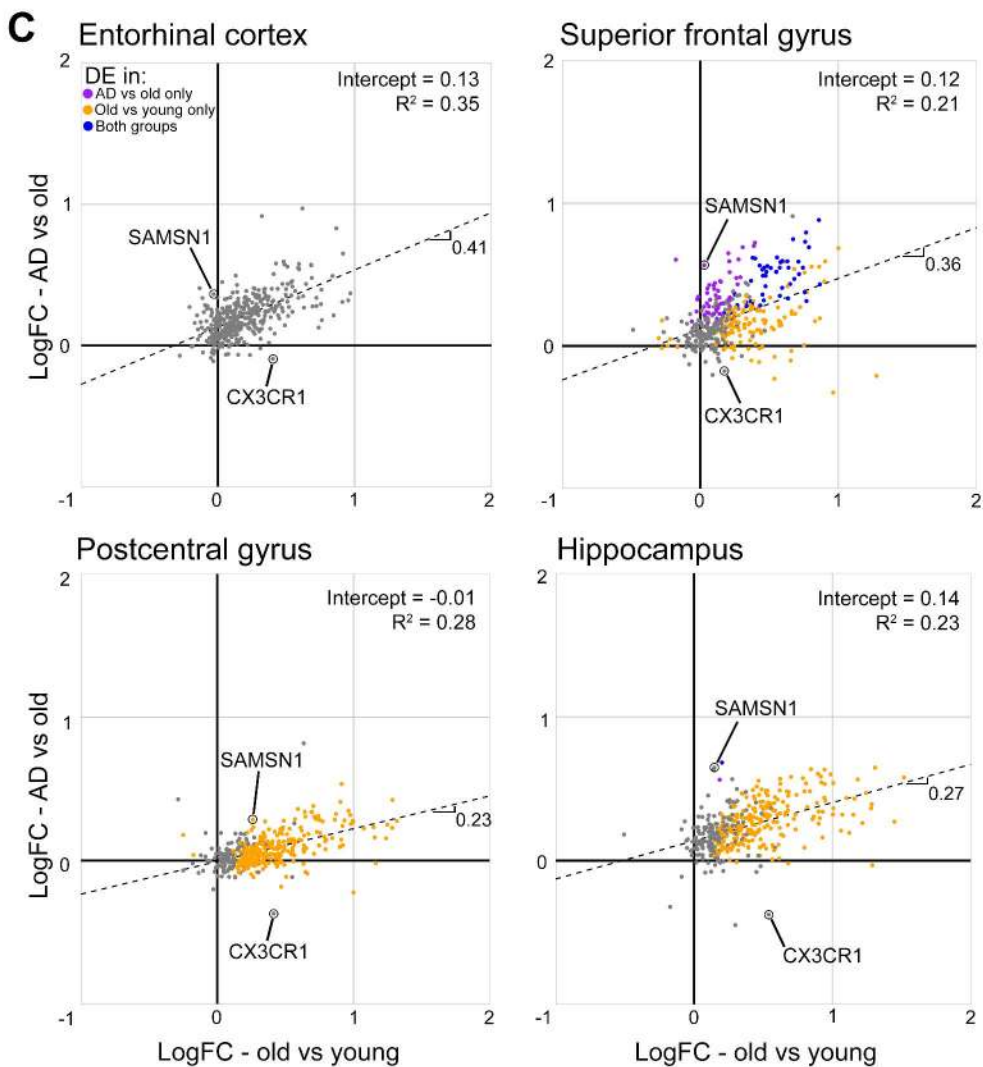 C
Entorhinal cortex
2
DE in:
AD vs old only
Old vs young only
Both groups
Intercept = 0.13
R² = 0.35
1
SAMSN1
0.41
0
CX3CR1
-1
0
1
2
LogFC - AD vs old
Superior frontal gyrus
2
Intercept = 0.12
R² = 0.21
1
SAMSN1
0.36
0
CX3CR1
-1
0
1
2
Postcentral gyrus
2
Intercept = -0.01
R² = 0.28
1
SAMSN1
0.23
0
CX3CR1
-1
0
1
2
LogFC - AD vs old
LogFC - old vs young
Hippocampus
2
Intercept = 0.14
R² = 0.23
SAMSN1
1
0.27
0
CX3CR1
-1
0
1
2
LogFC - old vs young